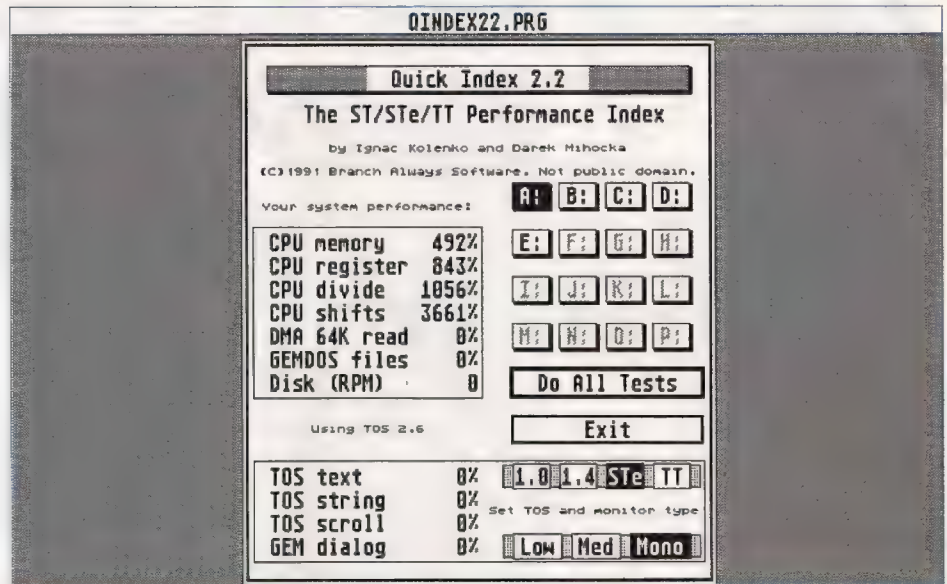 QINDEX22.PRG
Quick Index 2.2
The ST/STe/TT Performance Index
by Ignac Kolenko and Darek Mihocka
(C)1991 Branch Always Software. Not public domain.
Your system performance:
A: B: C: D:
CPU memory 492%
CPU register 843%
CPU divide 1056%
CPU shifts 3661%
DMA 64K read 0%
GEMDOS files 0%
Disk (RPM) 0
E: F: G: H:
I: J: K: L:
M: N: O: P:
Do All Tests
Using TOS 2.6
Exit
TOS text 0%
TOS string 0%
TOS scroll 0%
GEM dialog 0%
1.0 1.4 STe TT
Set TOS and monitor type
Low Med Mono